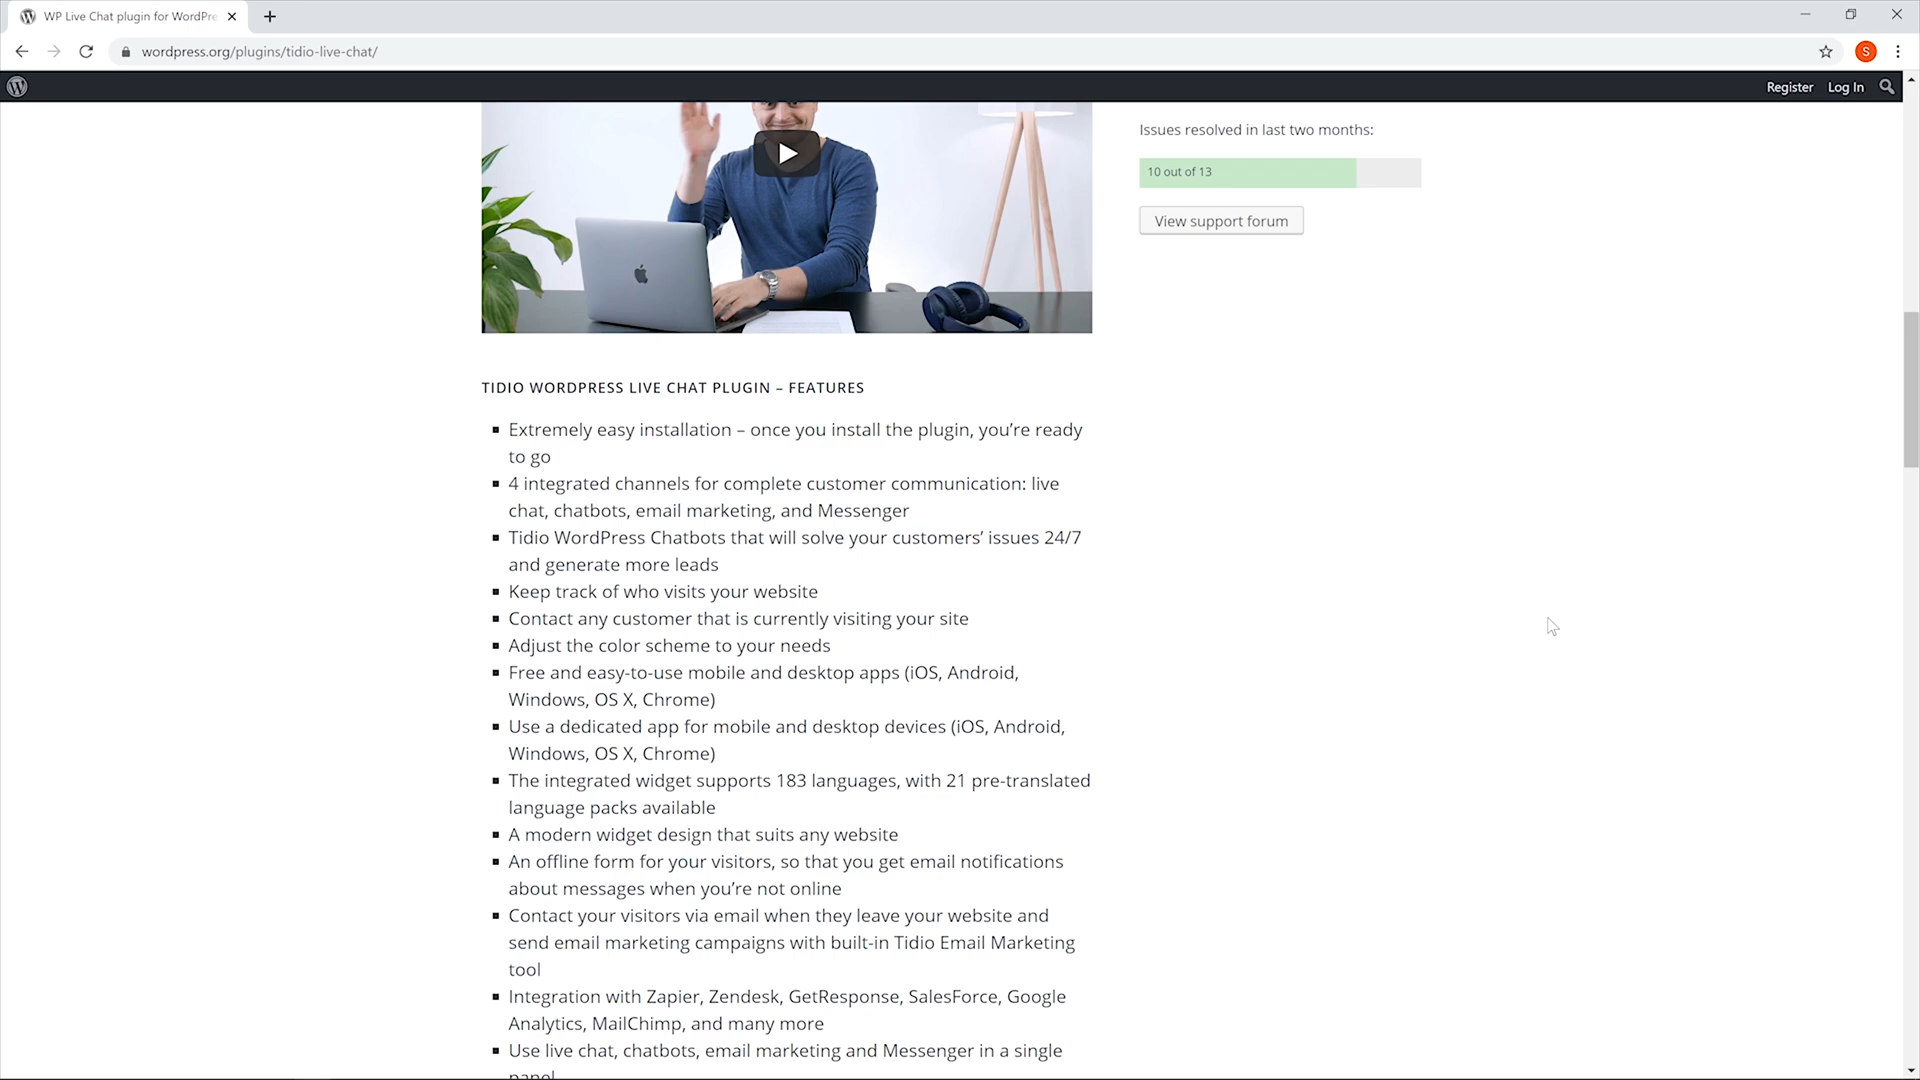 WP Live Chat plugin for WordPre
wordpress.org/plugins/tidio-live-chat/
S
Register Log In
Issues resolved in last two months:
10 out of 13
View support forum
TIDIO WORDPRESS LIVE CHAT PLUGIN – FEATURES
Extremely easy installation – once you install the plugin, you’re ready
to go
4 integrated channels for complete customer communication: live
chat, chatbots, email marketing, and Messenger
Tidio WordPress Chatbots that will solve your customers’ issues 24/7
and generate more leads
Keep track of who visits your website
Contact any customer that is currently visiting your site
Adjust the color scheme to your needs
Free and easy-to-use mobile and desktop apps (iOS, Android,
Windows, OS X, Chrome)
Use a dedicated app for mobile and desktop devices (iOS, Android,
Windows, OS X, Chrome)
The integrated widget supports 183 languages, with 21 pre-translated
language packs available
A modern widget design that suits any website
An offline form for your visitors, so that you get email notifications
about messages when you’re not online
Contact your visitors via email when they leave your website and
send email marketing campaigns with built-in Tidio Email Marketing
tool
Integration with Zapier, Zendesk, GetResponse, SalesForce, Google
Analytics, MailChimp, and many more
Use live chat, chatbots, email marketing and Messenger in a single
panel